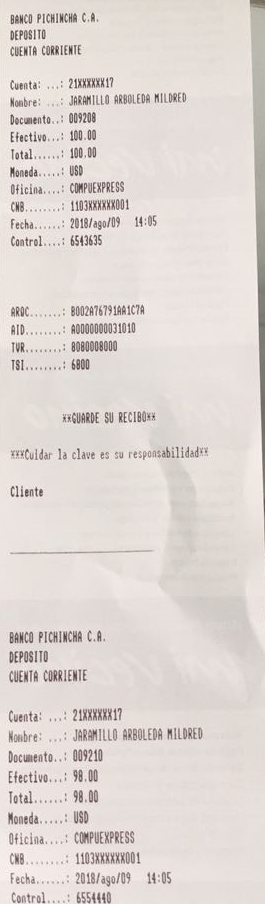 BANCO PICHINCHA C.A.
DEPOSITO
CUENTA CORRIENTE
Cuenta: ...: 21XXXXXX17
Nombre: ...: JARAMILLO ARBOLEDA MILDRED
Documento..: 009208
Efectivo...: 100.00
Total......: 100.00
Moneda.....: USD
Oficina....: COMPUEXPRESS
CNB........: 1103XXXXXX001
Fecha......: 2018/ago/09 14:05
Control....: 6543635
ARQC.......: B002A76791AA1C7A
AID........: A0000000031010
TVR........: 8080008000
TSI........: 6800
**GUARDE SU RECIBO**
***Cuidar la clave es su responsabilidad**
Cliente
BANCO PICHINCHA C.A.
DEPOSITO
CUENTA CORRIENTE
Cuenta: ...: 21XXXXXX17
Nombre: ...: JARAMILLO ARBOLEDA MILDRED
Documento..: 009210
Efectivo...: 98.00
Total......: 98.00
Moneda.....: USD
Oficina....: COMPUEXPRESS
CNB........: 1103XXXXXX001
Fecha......: 2018/ago/09 14:05
Control....: 6554440